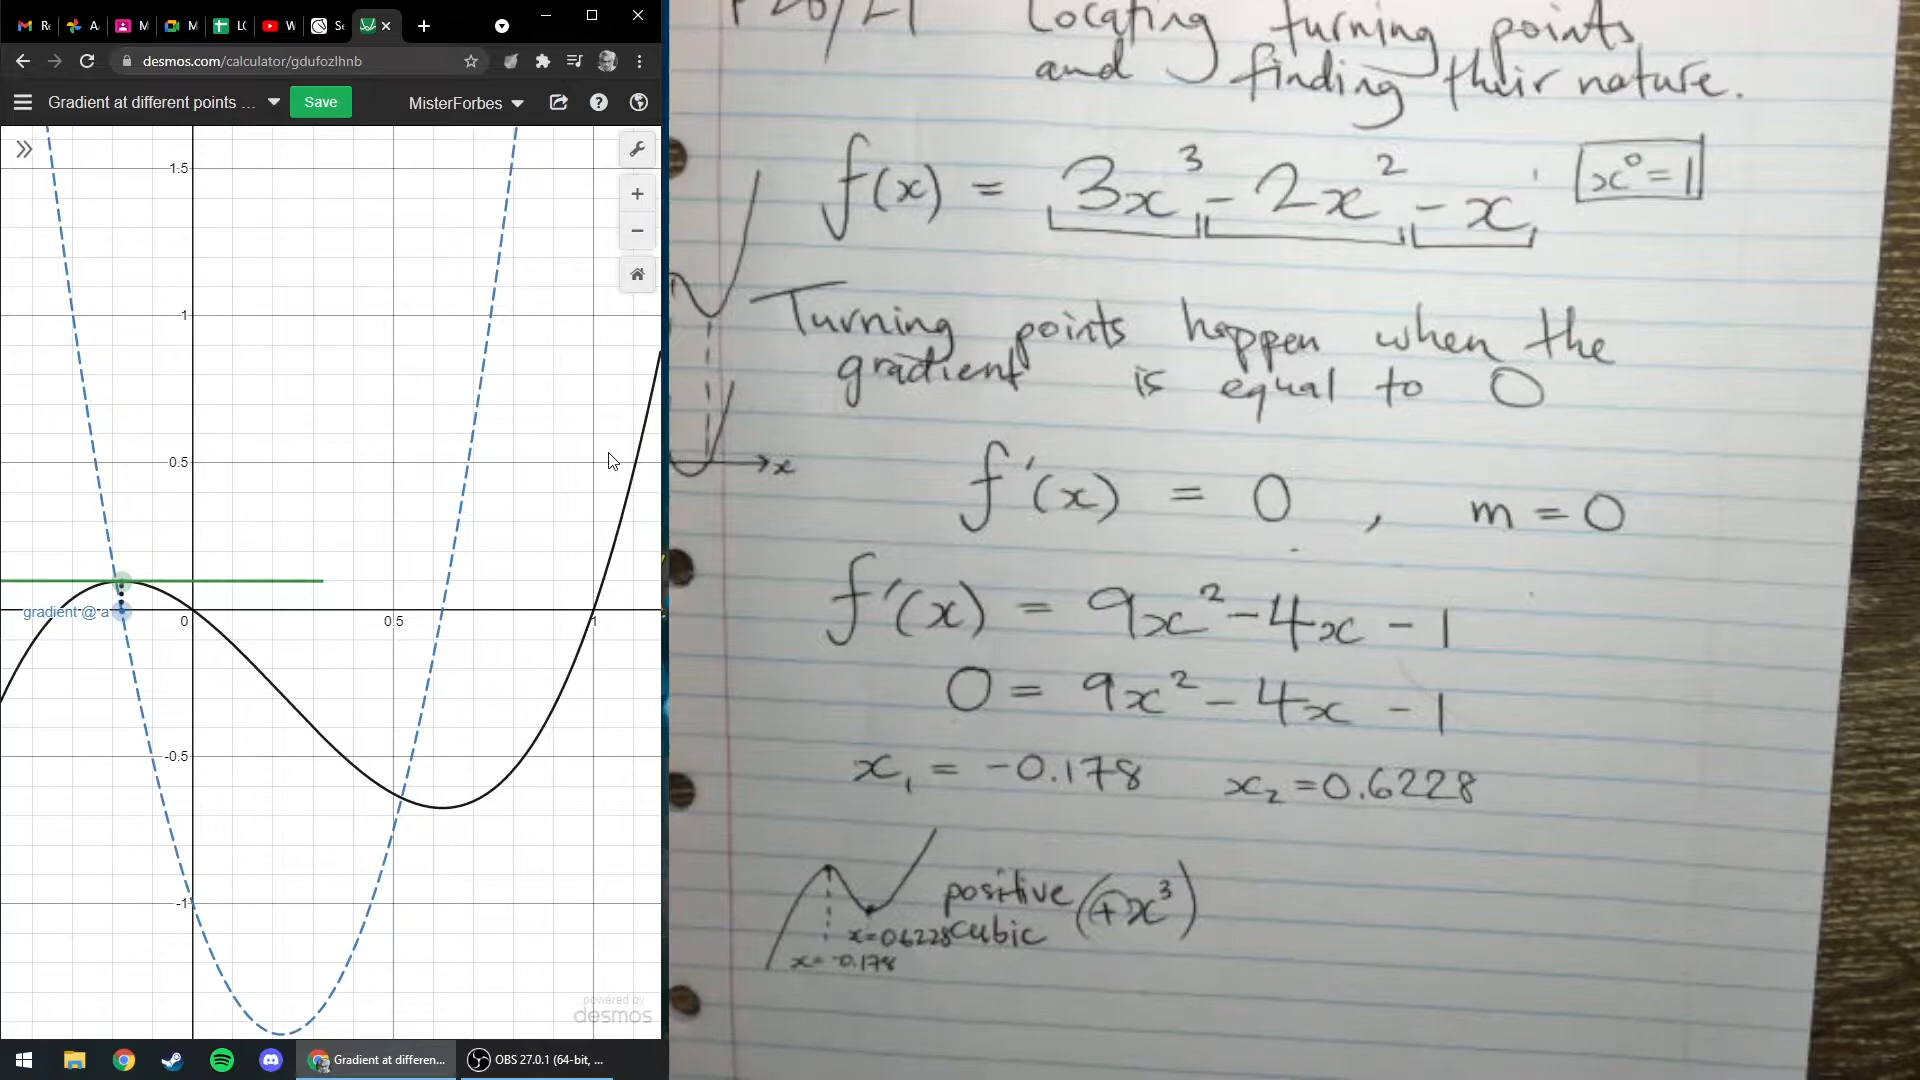 desmos.com/calculator/gdufozlhnb
Gradient at different points ...
Save
MisterForbes
1.5
1
0.5
gradient @ a
0
0.5
1
-0.5
-1
powered by
desmos
Gradient at differen...
OBS 27.0.1 (64-bit, ...
Locating turning points
and finding their nature.
f(x) = 3x³ - 2x² - x
x⁰ = 1
Turning points happen when the
gradient is equal to 0
x
f'(x) = 0 , m = 0
f'(x) = 9x² - 4x - 1
0 = 9x² - 4x - 1
x₁ = -0.178 x₂ = 0.6228
positive (+x³)
cubic
x=0.6228
x=-0.178